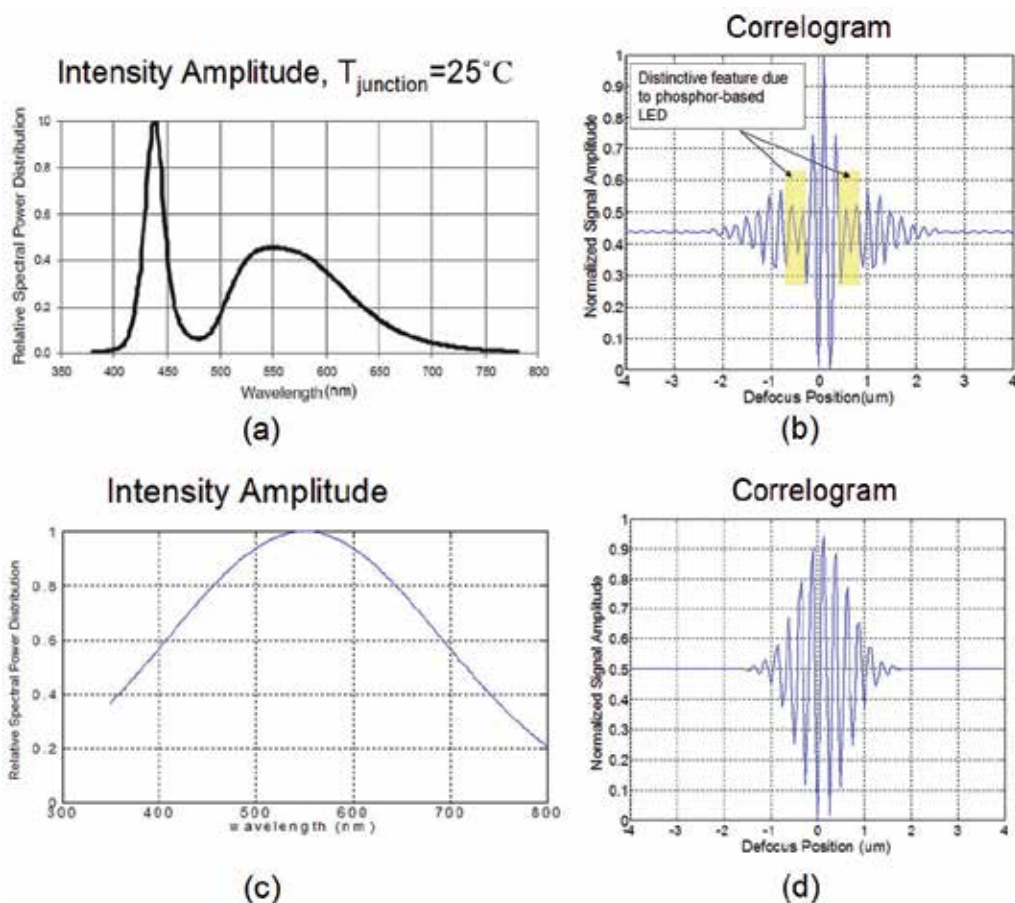 Intensity Amplitude, Tjunction=25°C
Relative Spectral Power Distribution
10
0.8
0.6
0.4
0.2
0.0
350 400 450 500 550 600 650 700 750 800
Wavelength(nm)
(a)
Correlogram
Distinctive feature due
to phosphor-based
LED
Normalized Signal Amplitude
1
0.9
0.8
0.7
0.6
0.5
0.4
0.3
0.2
0.1
0
-4 -3 -2 -1 0 1 2 3 4
Defocus Position(um)
(b)
Intensity Amplitude
Relative Spectral Power Distribution
1
0.8
0.6
0.4
0.2
0
300 400 500 600 700 800
wavelength (nm)
(c)
Correlogram
Normalized Signal Amplitude
1
0.9
0.8
0.7
0.6
0.5
0.4
0.3
0.2
0.1
0
-4 -3 -2 -1 0 1 2 3 4
Defocus Position (um)
(d)